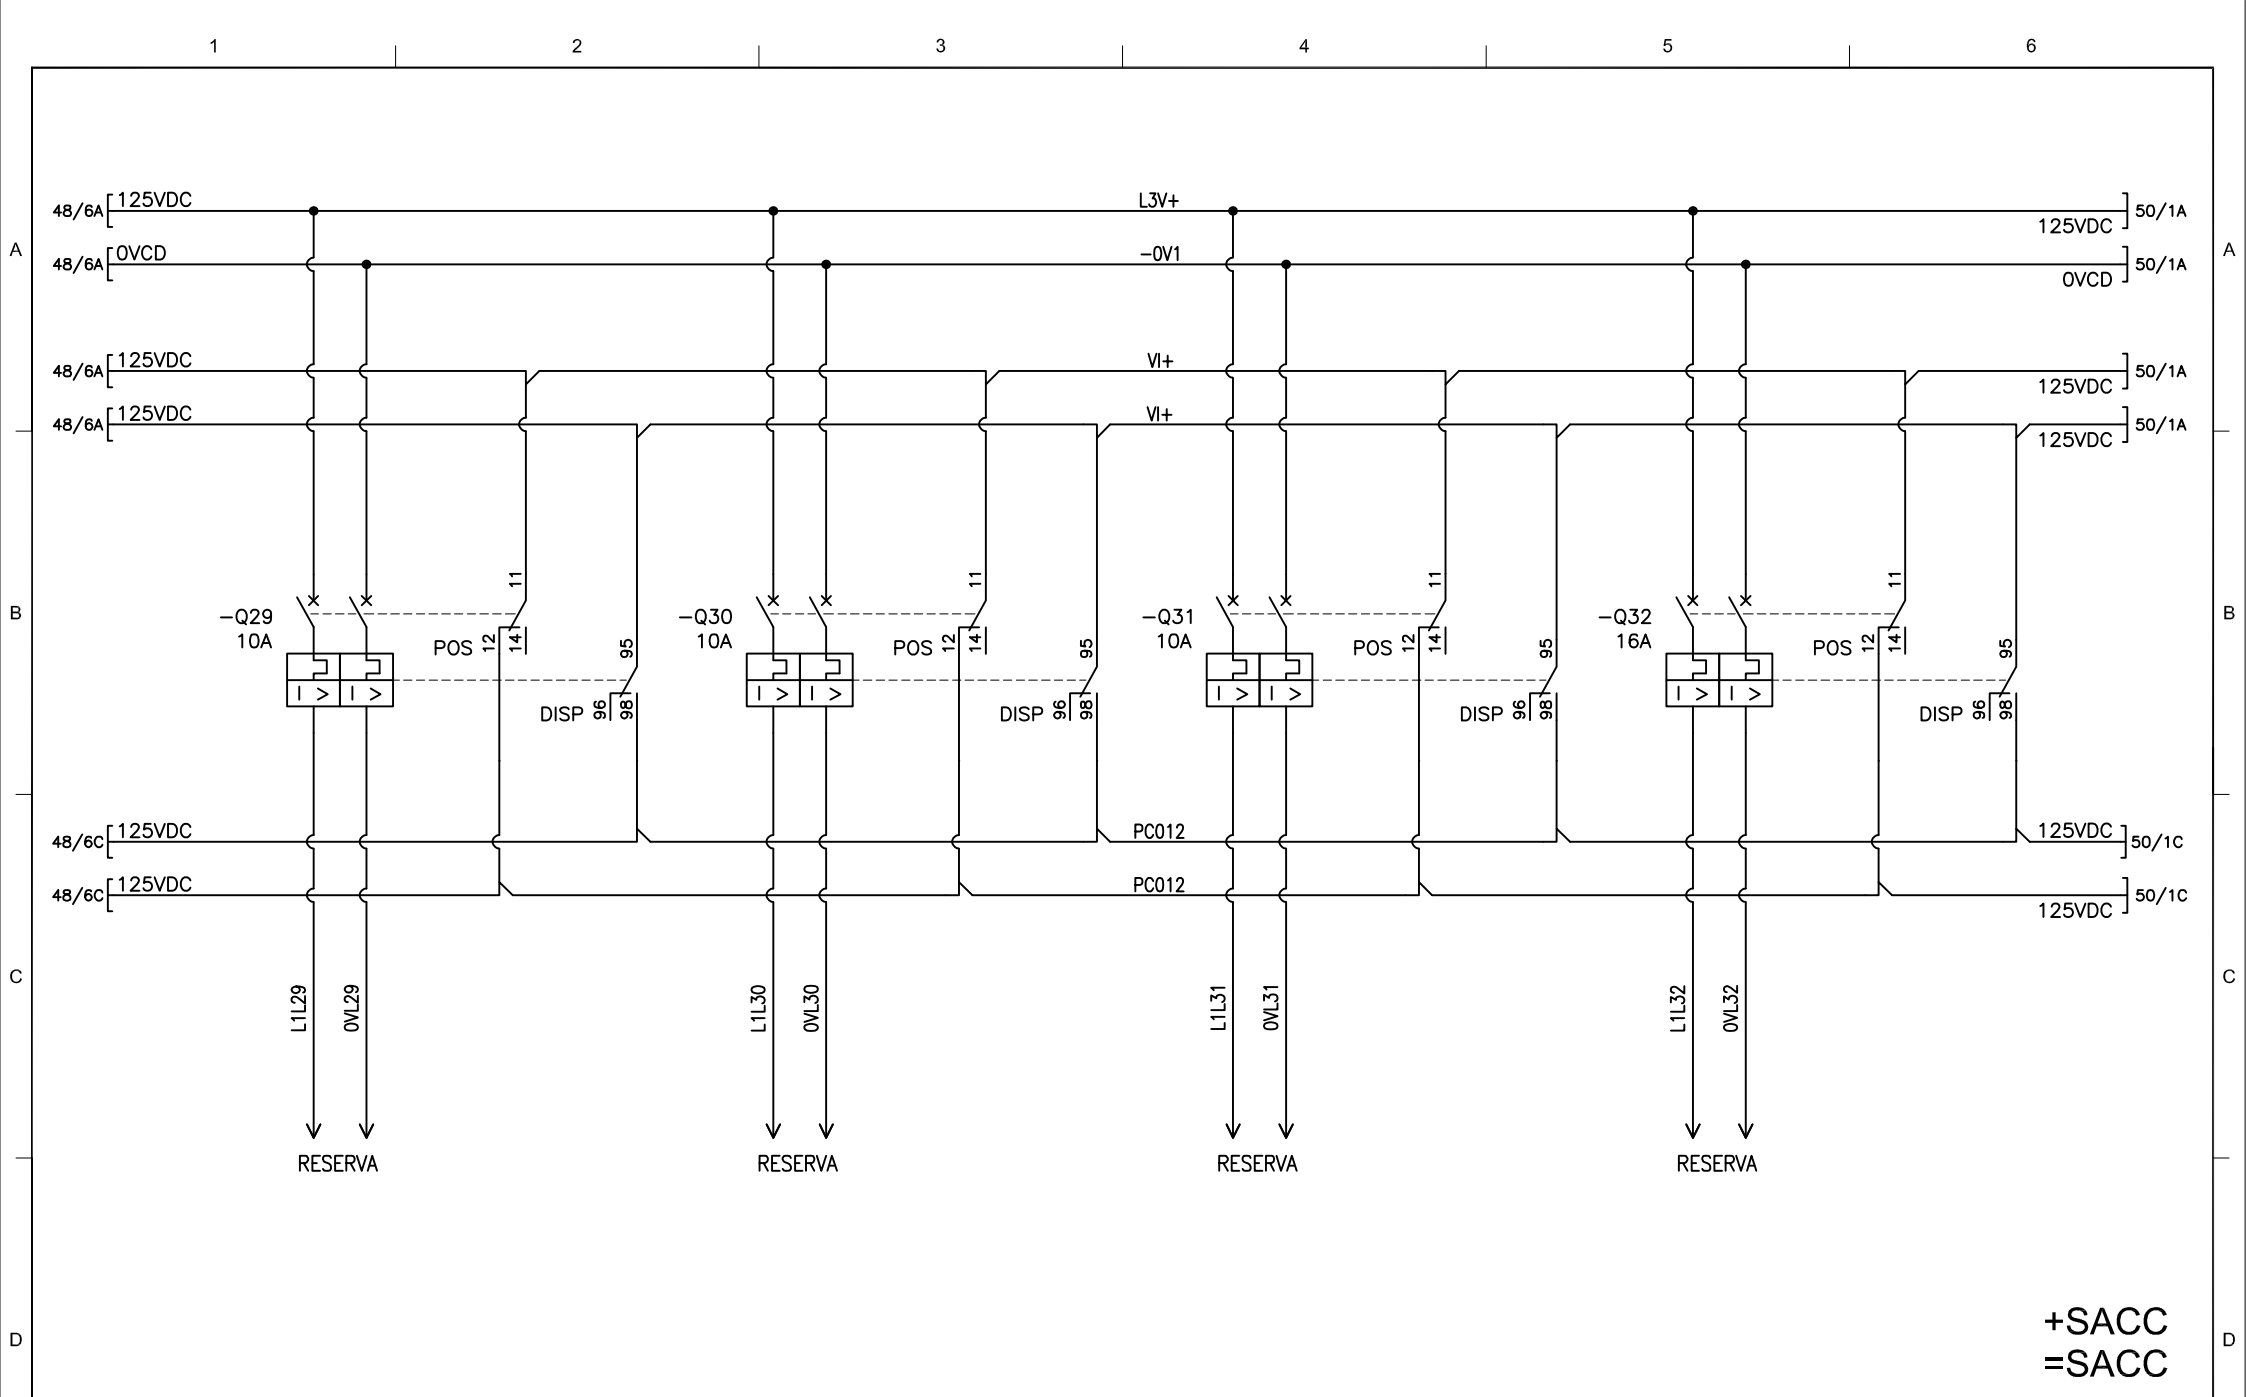 1 2 3 4 5 6
48/6A 125VDC L3V+ 125VDC 50/1A
A 48/6A 0VCD -0V1 0VCD 50/1A A
48/6A 125VDC VI+ 125VDC 50/1A
48/6A 125VDC VI+ 125VDC 50/1A
11 11 11 11
B -Q29 -Q30 -Q31 -Q32 B
10A 10A 10A 16A
POS 12 14 95 POS 12 14 95 POS 12 14 95 POS 12 14 95
I > I > I > I > I > I > I > I >
DISP 96 98 DISP 96 98 DISP 96 98 DISP 96 98
48/6C 125VDC PC012 125VDC 50/1C
48/6C 125VDC PC012 125VDC 50/1C
C L1L29 0VL29 L1L30 0VL30 L1L31 0VL31 L1L32 0VL32 C
RESERVA RESERVA RESERVA RESERVA
+SACC
D =SACC D